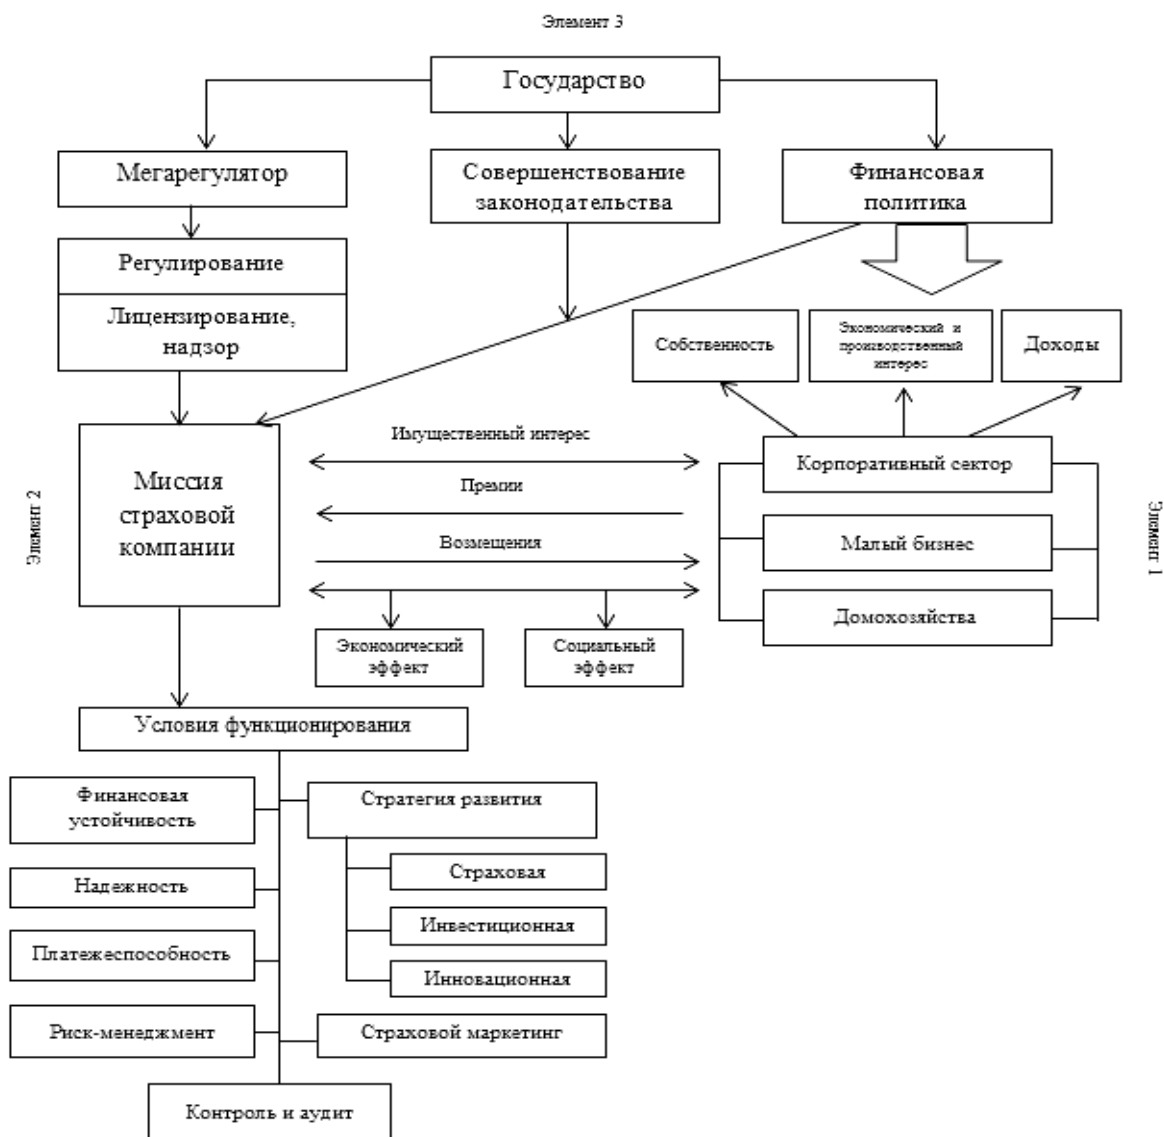 Элемент 3
Государство
Мегарегулятор
Совершенствование
законодательства
Финансовая
политика
Регулирование
Лицензирование,
надзор
Собственность
Экономический и
производственный
интерес
Доходы
Миссия
страховой
компании
Элемент 2
Имущественный интерес
Премии
Возмещения
Экономический
эффект
Социальный
эффект
Корпоративный сектор
Малый бизнес
Домохозяйства
Элемент 1
Условия функционирования
Финансовая
устойчивость
Надежность
Платежеспособность
Риск-менеджмент
Стратегия развития
Страховая
Инвестиционная
Инновационная
Страховой маркетинг
Контроль и аудит